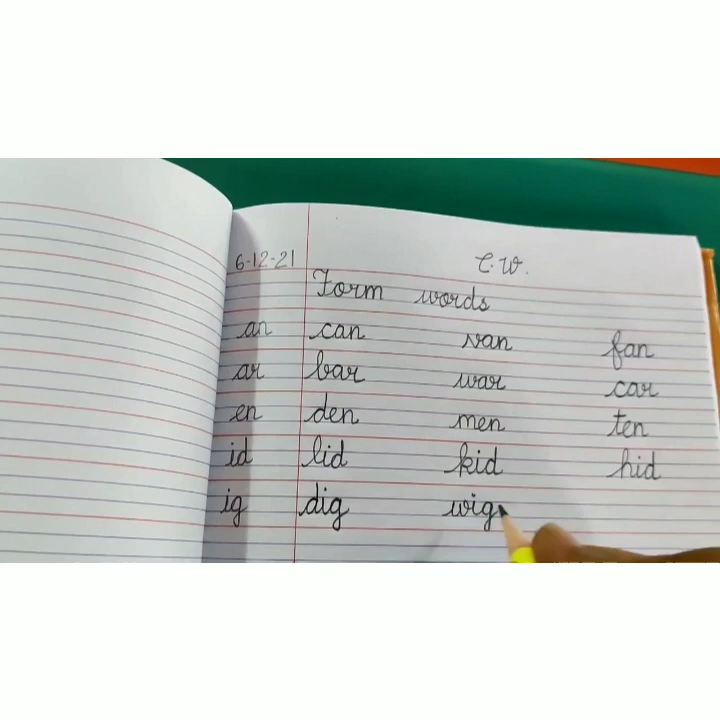 6-12-21 C.W.
Form words
an can van fan
ar bar war car
en den men ten
id lid kid hid
ig dig wig